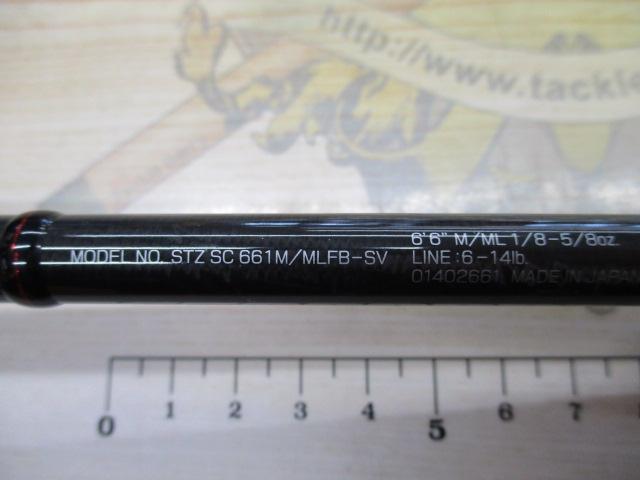 http://www.tackle
MODEL NO. STZ SC 661M/MLFB-SV
6'6" M/ML 1/8-5/8oz.
LINE : 6-14lb.
01402661 MADE IN JAPAN
0 1 2 3 4 5 6 7